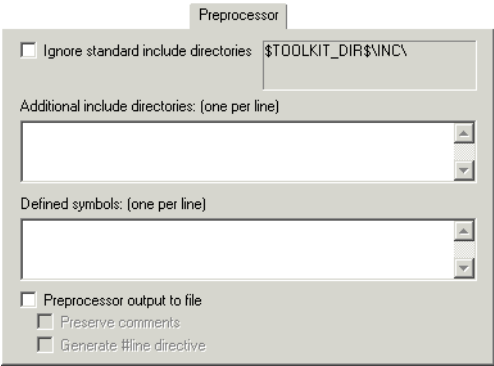 Preprocessor
Ignore standard include directories $TOOLKIT_DIR$\INC\
Additional include directories: (one per line)
Defined symbols: (one per line)
Preprocessor output to file
Preserve comments
Generate #line directive